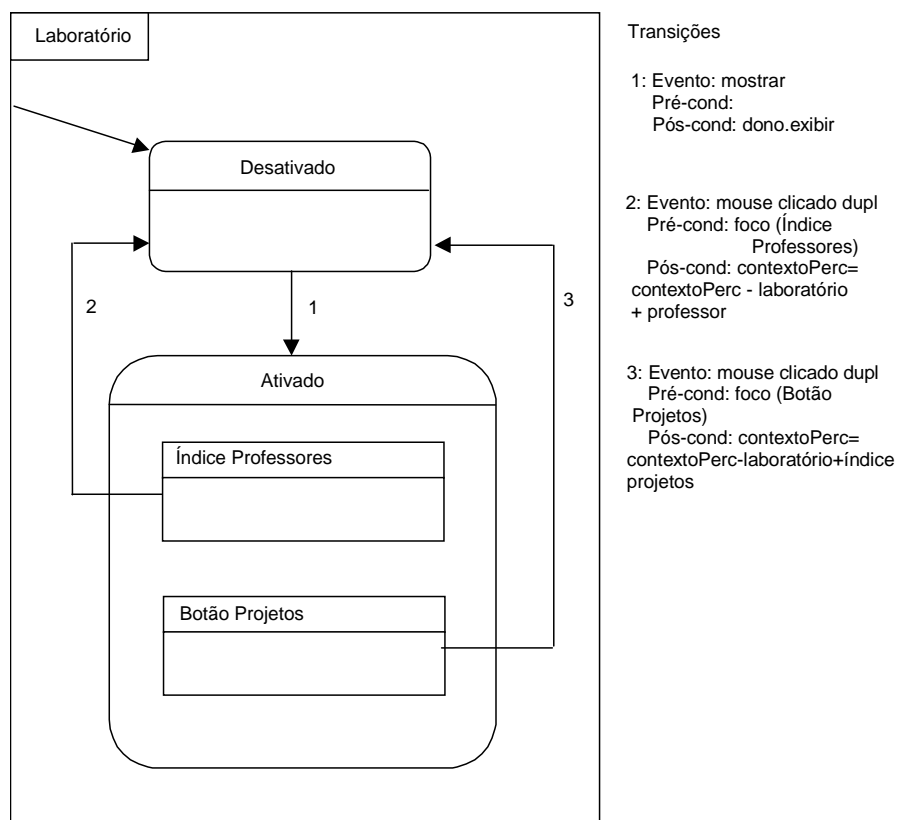 Laboratório
Desativado
2
1
3
Ativado
Índice Professores
Botão Projetos
Transições
1: Evento: mostrar
Pré-cond:
Pós-cond: dono.exibir
2: Evento: mouse clicado dupl
Pré-cond: foco (Índice
Professores)
Pós-cond: contextoPerc=
contextoPerc - laboratório
+ professor
3: Evento: mouse clicado dupl
Pré-cond: foco (Botão
Projetos)
Pós-cond: contextoPerc=
contextoPerc-laboratório+índice
projetos